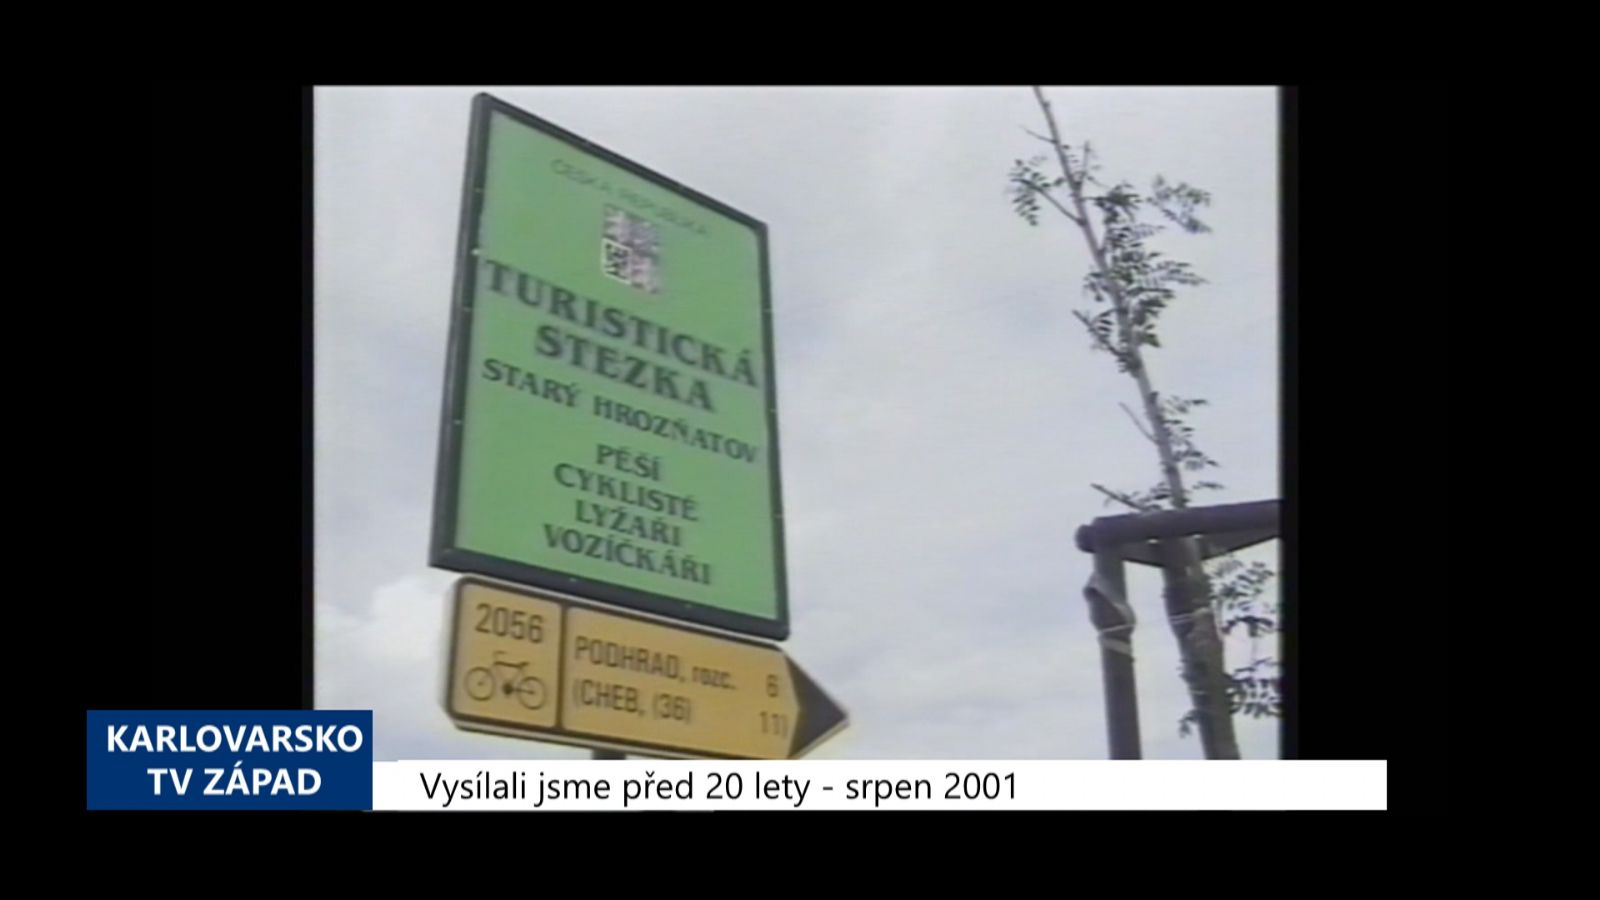 ČESKÁ REPUBLIKA
TURISTICKÁ
STEZKA
STARÝ HROZŇATOV
PĚŠÍ
CYKLISTÉ
LYŽAŘI
VOZÍČKÁŘI
2056
PODHRAD, rozc. 6
(CHEB, (36) 11)
KARLOVARSKO
TV ZÁPAD
Vysílali jsme před 20 lety - srpen 2001